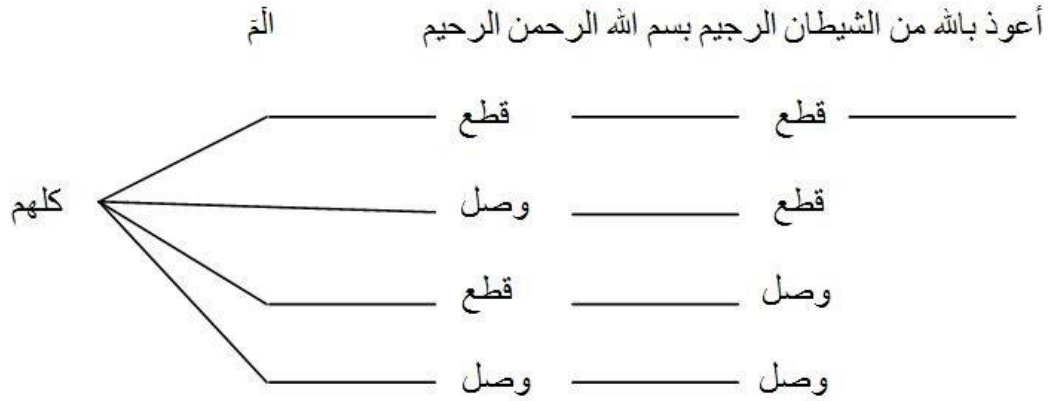 أعوذ بالله من الشيطان الرجيم بسم الله الرحمن الرحيم الٓمٓ
قطع قطع
قطع وصل
كلهم
وصل قطع
وصل وصل